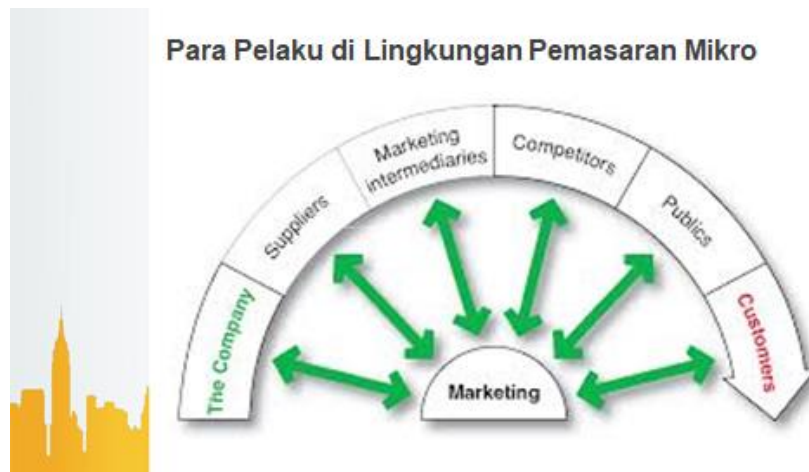 Para Pelaku di Lingkungan Pemasaran Mikro
The Company
Suppliers
Marketing
intermediaries
Competitors
Publics
Customers
Marketing